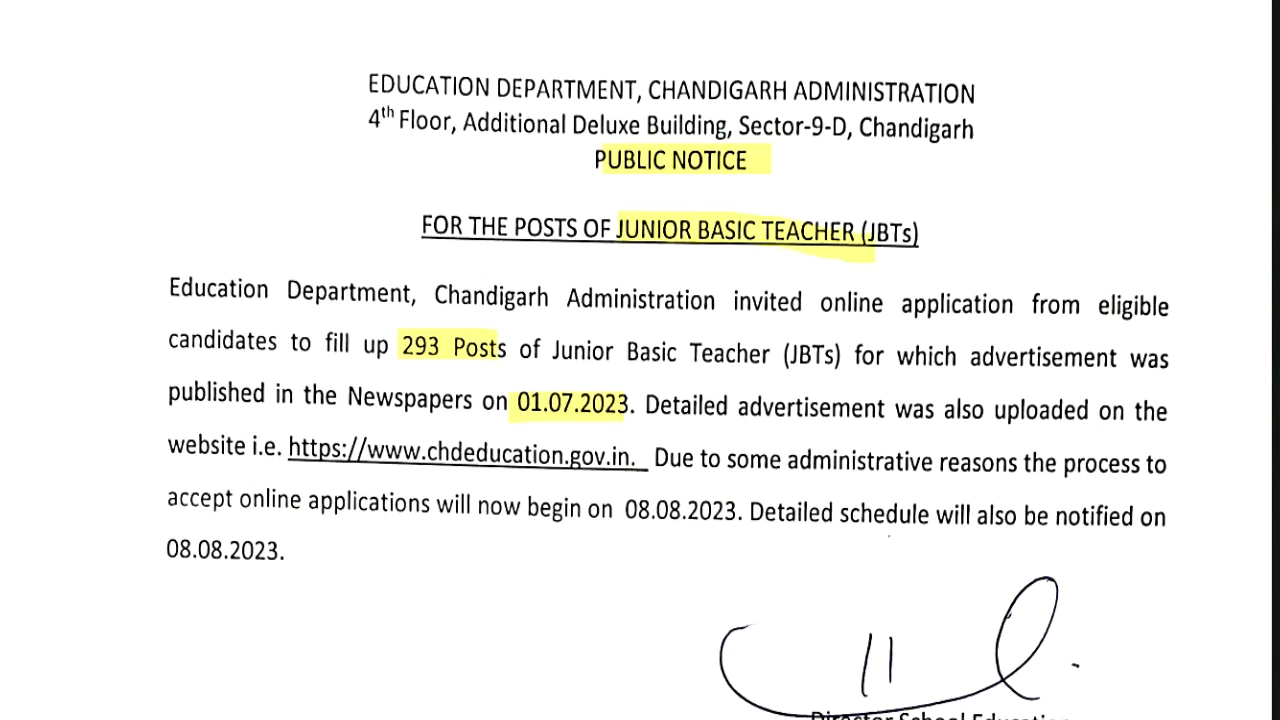 EDUCATION DEPARTMENT, CHANDIGARH ADMINISTRATION
4th Floor, Additional Deluxe Building, Sector-9-D, Chandigarh
PUBLIC NOTICE
FOR THE POSTS OF JUNIOR BASIC TEACHER (JBTs)
Education Department, Chandigarh Administration invited online application from eligible
candidates to fill up 293 Posts of Junior Basic Teacher (JBTs) for which advertisement was
published in the Newspapers on 01.07.2023. Detailed advertisement was also uploaded on the
website i.e. https://www.chdeducation.gov.in. Due to some administrative reasons the process to
accept online applications will now begin on 08.08.2023. Detailed schedule will also be notified on
08.08.2023.
Director School Education